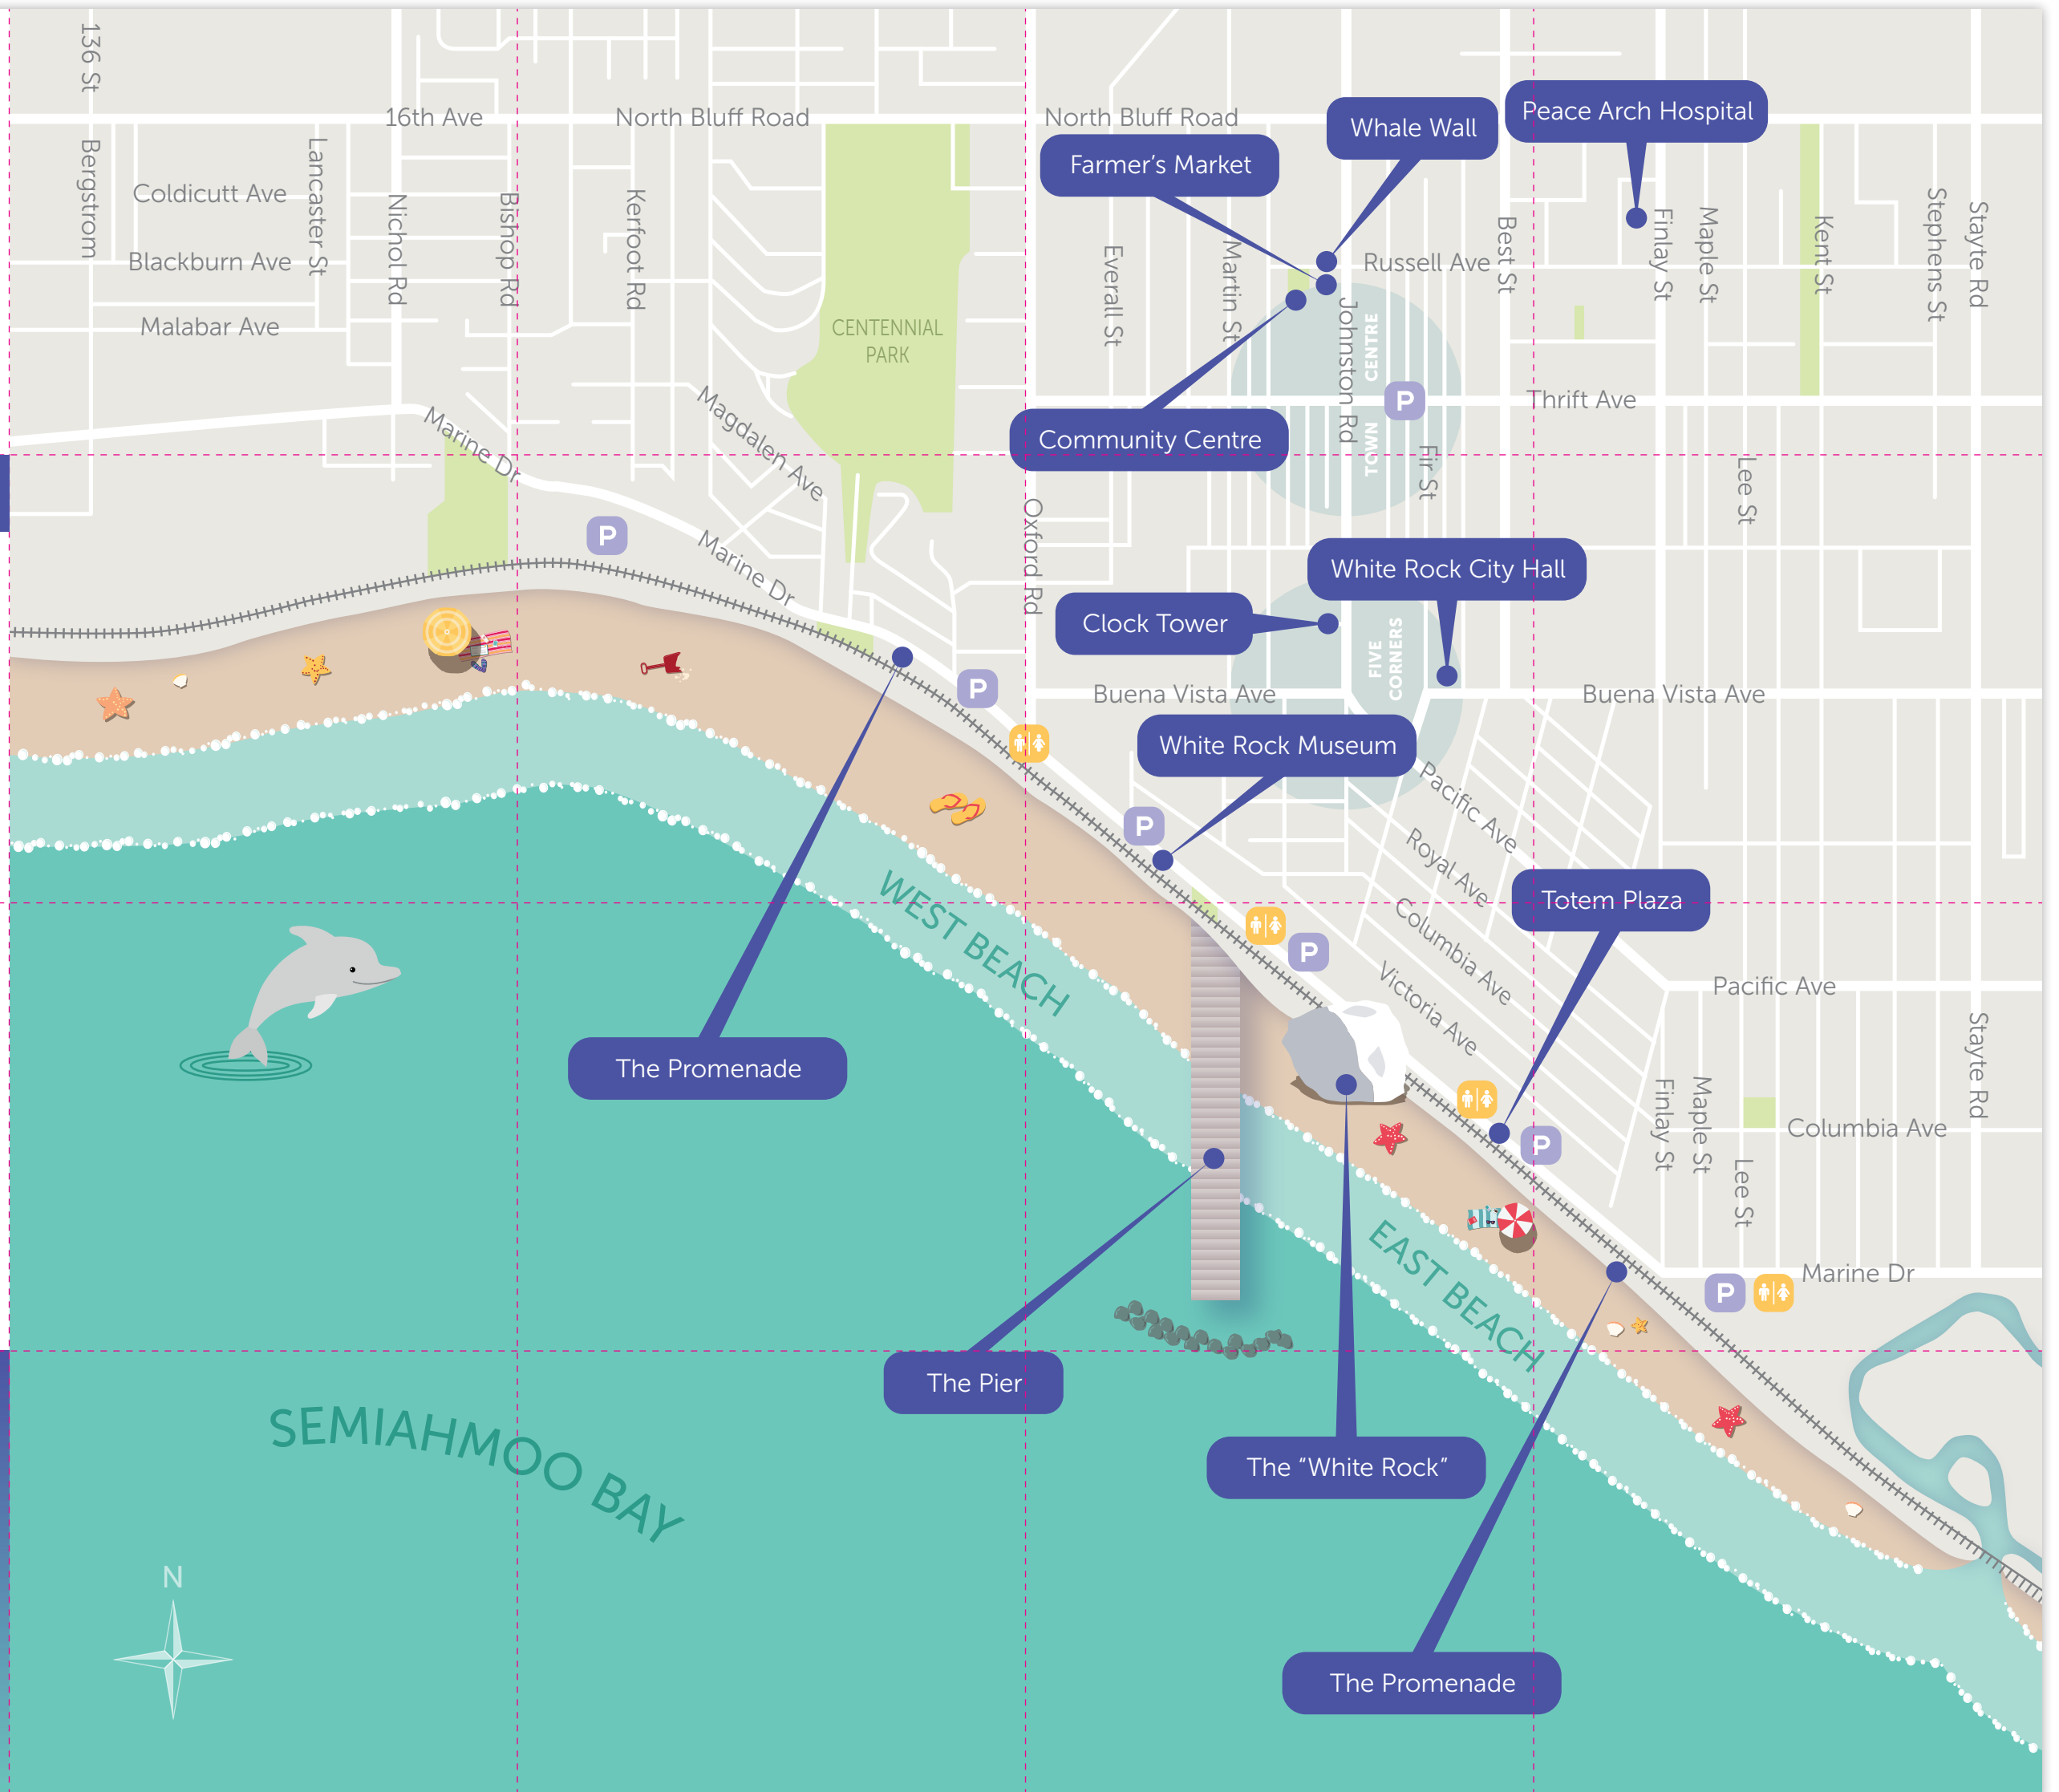 136 St
16th Ave
North Bluff Road
North Bluff Road
Whale Wall
Peace Arch Hospital
Farmer's Market
Bergstrom
Lancaster St
Coldicutt Ave
Nichol Rd
Bishop Rd
Kerfoot Rd
Blackburn Ave
Malabar Ave
CENTENNIAL
PARK
Everall St
Martin St
Russell Ave
Johnston Rd
Best St
Finlay St
Maple St
Kent St
Stephens St
Stayte Rd
TOWN CENTRE
P
Thrift Ave
Community Centre
Fir St
Lee St
Marine Dr
Magdalen Ave
P
Marine Dr
Oxford Rd
White Rock City Hall
Clock Tower
FIVE
CORNERS
P
Buena Vista Ave
Buena Vista Ave
White Rock Museum
Pacific Ave
P
Royal Ave
Totem Plaza
Columbia Ave
P
Victoria Ave
WEST BEACH
Pacific Ave
Stayte Rd
The Promenade
Finlay St
Maple St
Columbia Ave
P
Lee St
EAST BEACH
Marine Dr
P
The Pier
SEMIAHMOO BAY
The “White Rock”
N
The Promenade